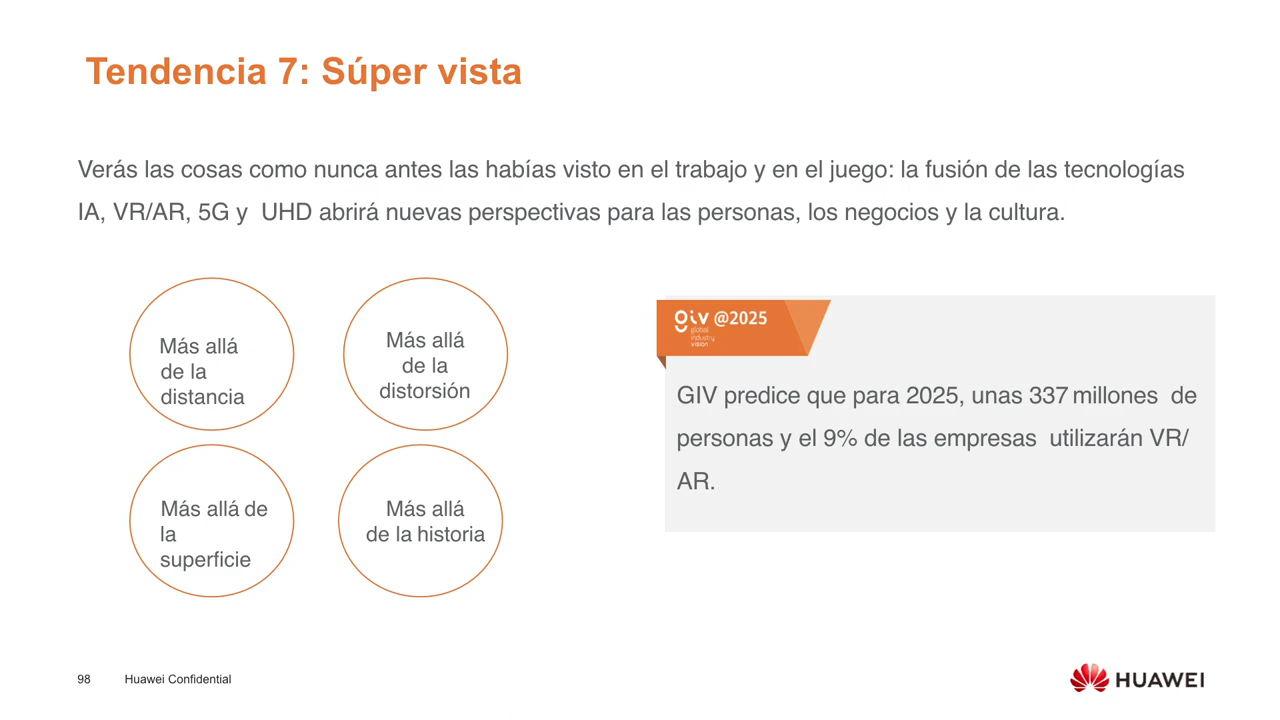 Tendencia 7: Súper vista
Verás las cosas como nunca antes las habías visto en el trabajo y en el juego: la fusión de las tecnologías
IA, VR/AR, 5G y UHD abrirá nuevas perspectivas para las personas, los negocios y la cultura.
Más allá
de la
distancia
Más allá
de la
distorsión
Más allá de
la
superficie
Más allá
de la historia
giv @2025
global
industry
vision
GIV predice que para 2025, unas 337 millones de
personas y el 9% de las empresas utilizarán VR/
AR.
98 Huawei Confidential
HUAWEI